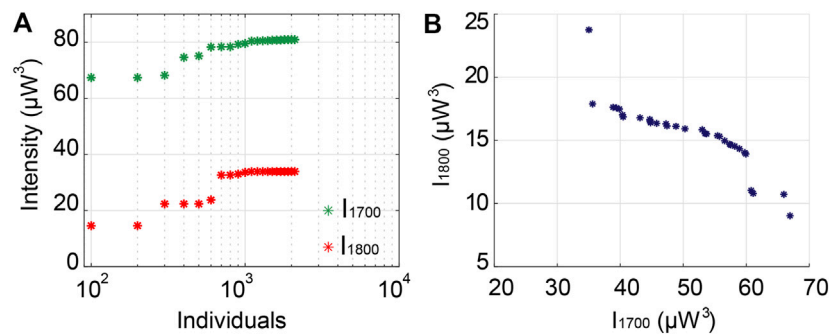 A
Intensity (µW³)
80
60
40
20
0
10² 10³ 10⁴
Individuals
I₁₇₀₀
I₁₈₀₀
B
I₁₈₀₀ (µW³)
25
20
15
10
5
20 30 40 50 60 70
I₁₇₀₀ (µW³)